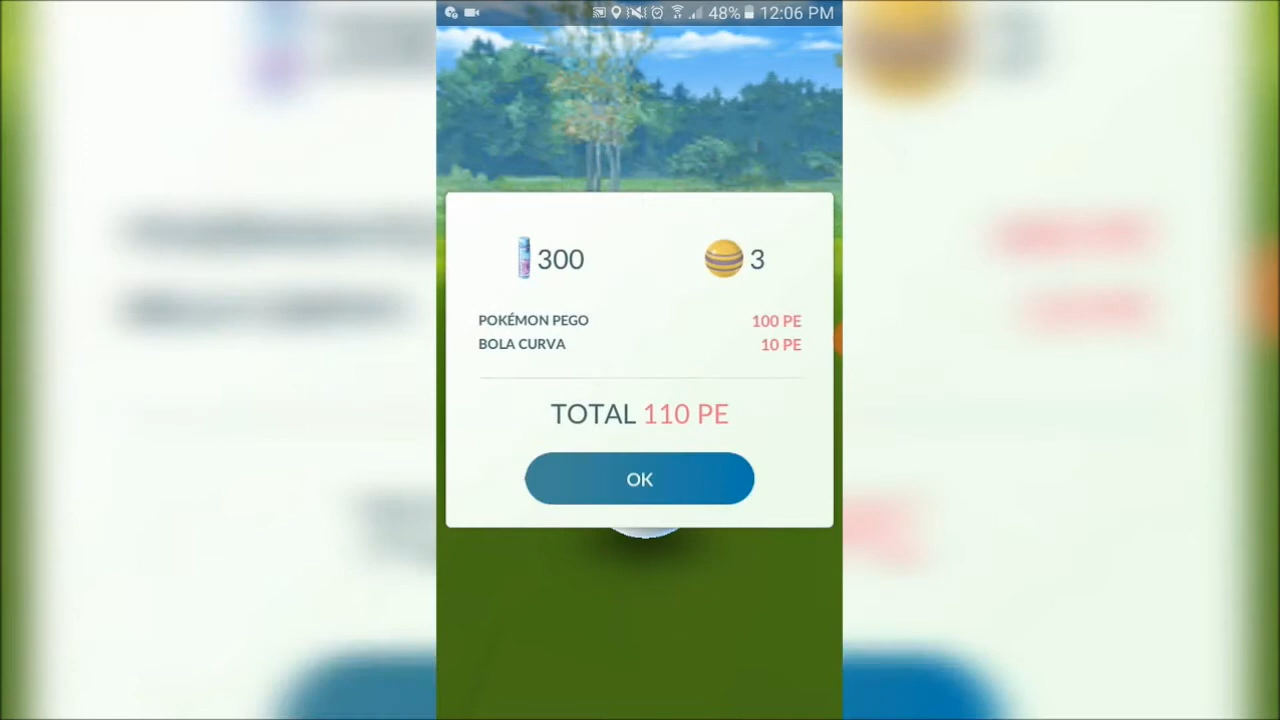 48% 12:06 PM
300 3
POKÉMON PEGO 100 PE
BOLA CURVA 10 PE
TOTAL 110 PE
OK